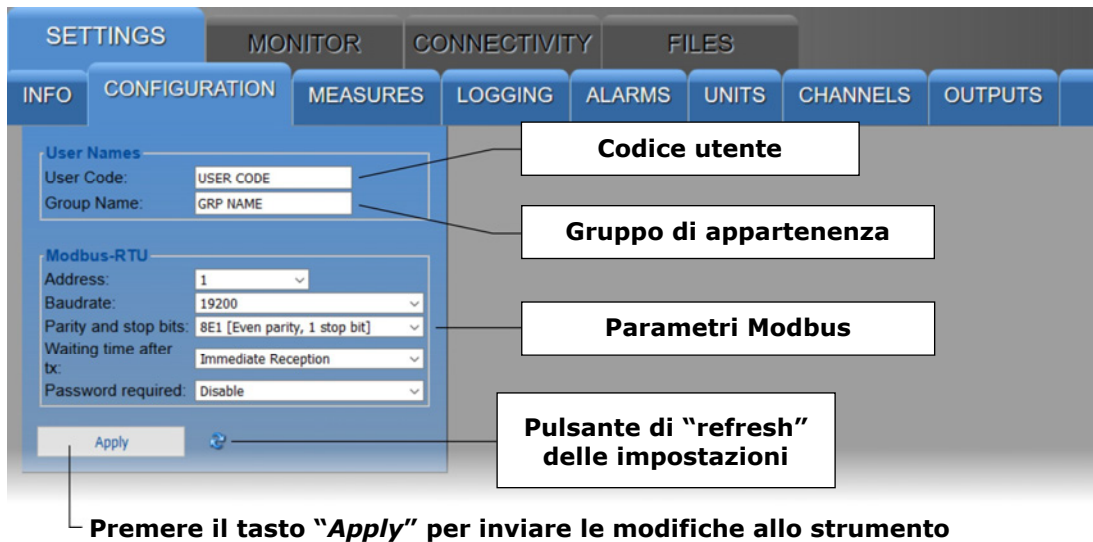 SETTINGS MONITOR CONNECTIVITY FILES
INFO CONFIGURATION MEASURES LOGGING ALARMS UNITS CHANNELS OUTPUTS
User Names
User Code: USER CODE
Group Name: GRP NAME
Codice utente
Gruppo di appartenenza
Modbus-RTU
Address: 1
Baudrate: 19200
Parity and stop bits: 8E1 [Even parity, 1 stop bit]
Waiting time after
tx: Immediate Reception
Password required: Disable
Parametri Modbus
Apply
Pulsante di “refresh”
delle impostazioni
Premere il tasto “Apply” per inviare le modifiche allo strumento